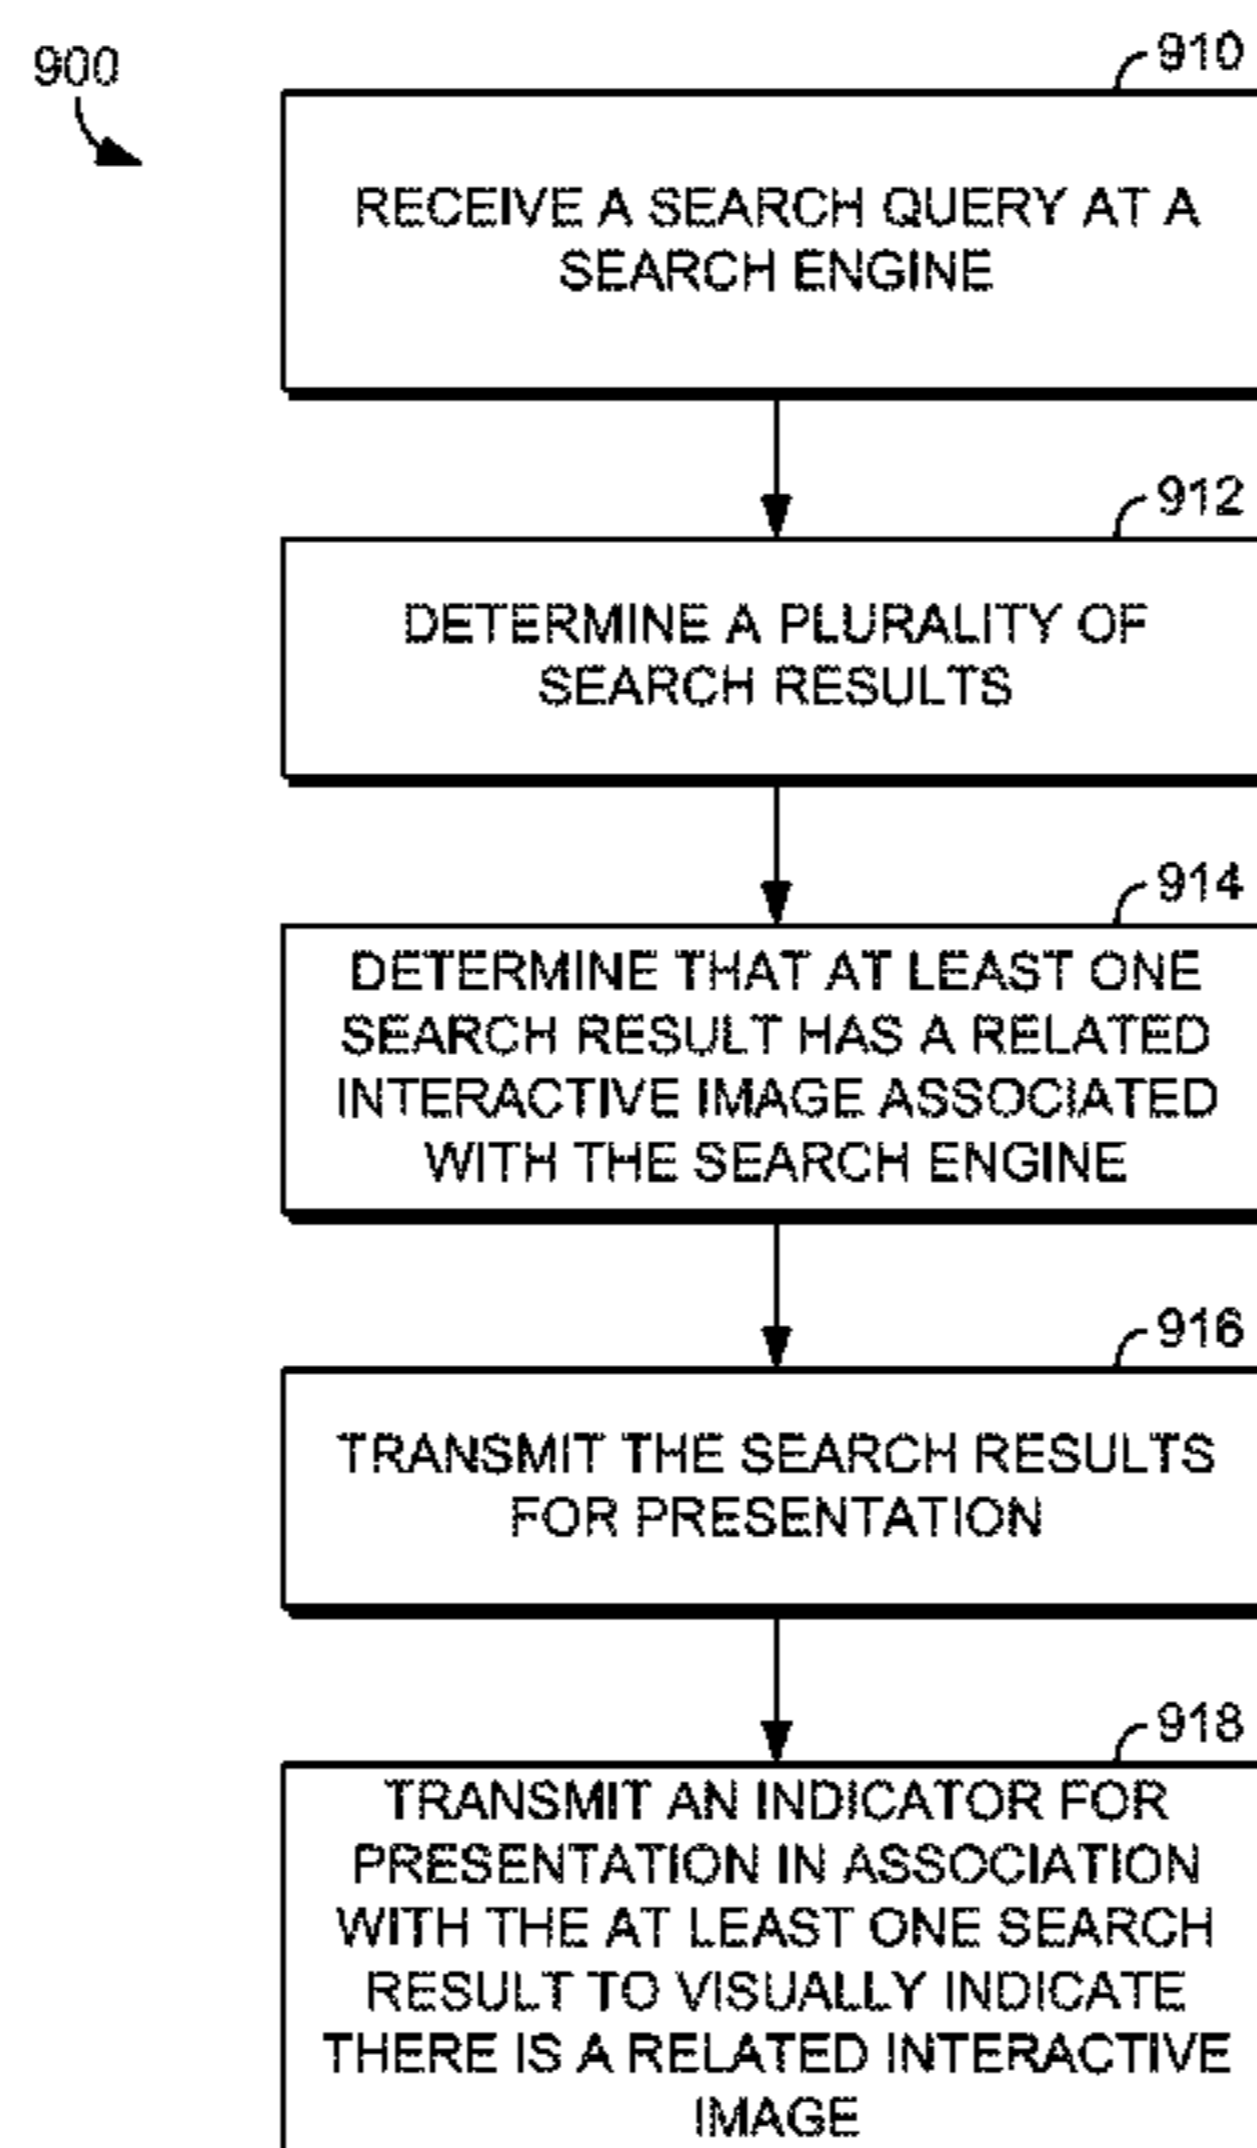 900
910
RECEIVE A SEARCH QUERY AT A
SEARCH ENGINE
912
DETERMINE A PLURALITY OF
SEARCH RESULTS
914
DETERMINE THAT AT LEAST ONE
SEARCH RESULT HAS A RELATED
INTERACTIVE IMAGE ASSOCIATED
WITH THE SEARCH ENGINE
916
TRANSMIT THE SEARCH RESULTS
FOR PRESENTATION
918
TRANSMIT AN INDICATOR FOR
PRESENTATION IN ASSOCIATION
WITH THE AT LEAST ONE SEARCH
RESULT TO VISUALLY INDICATE
THERE IS A RELATED INTERACTIVE
IMAGE